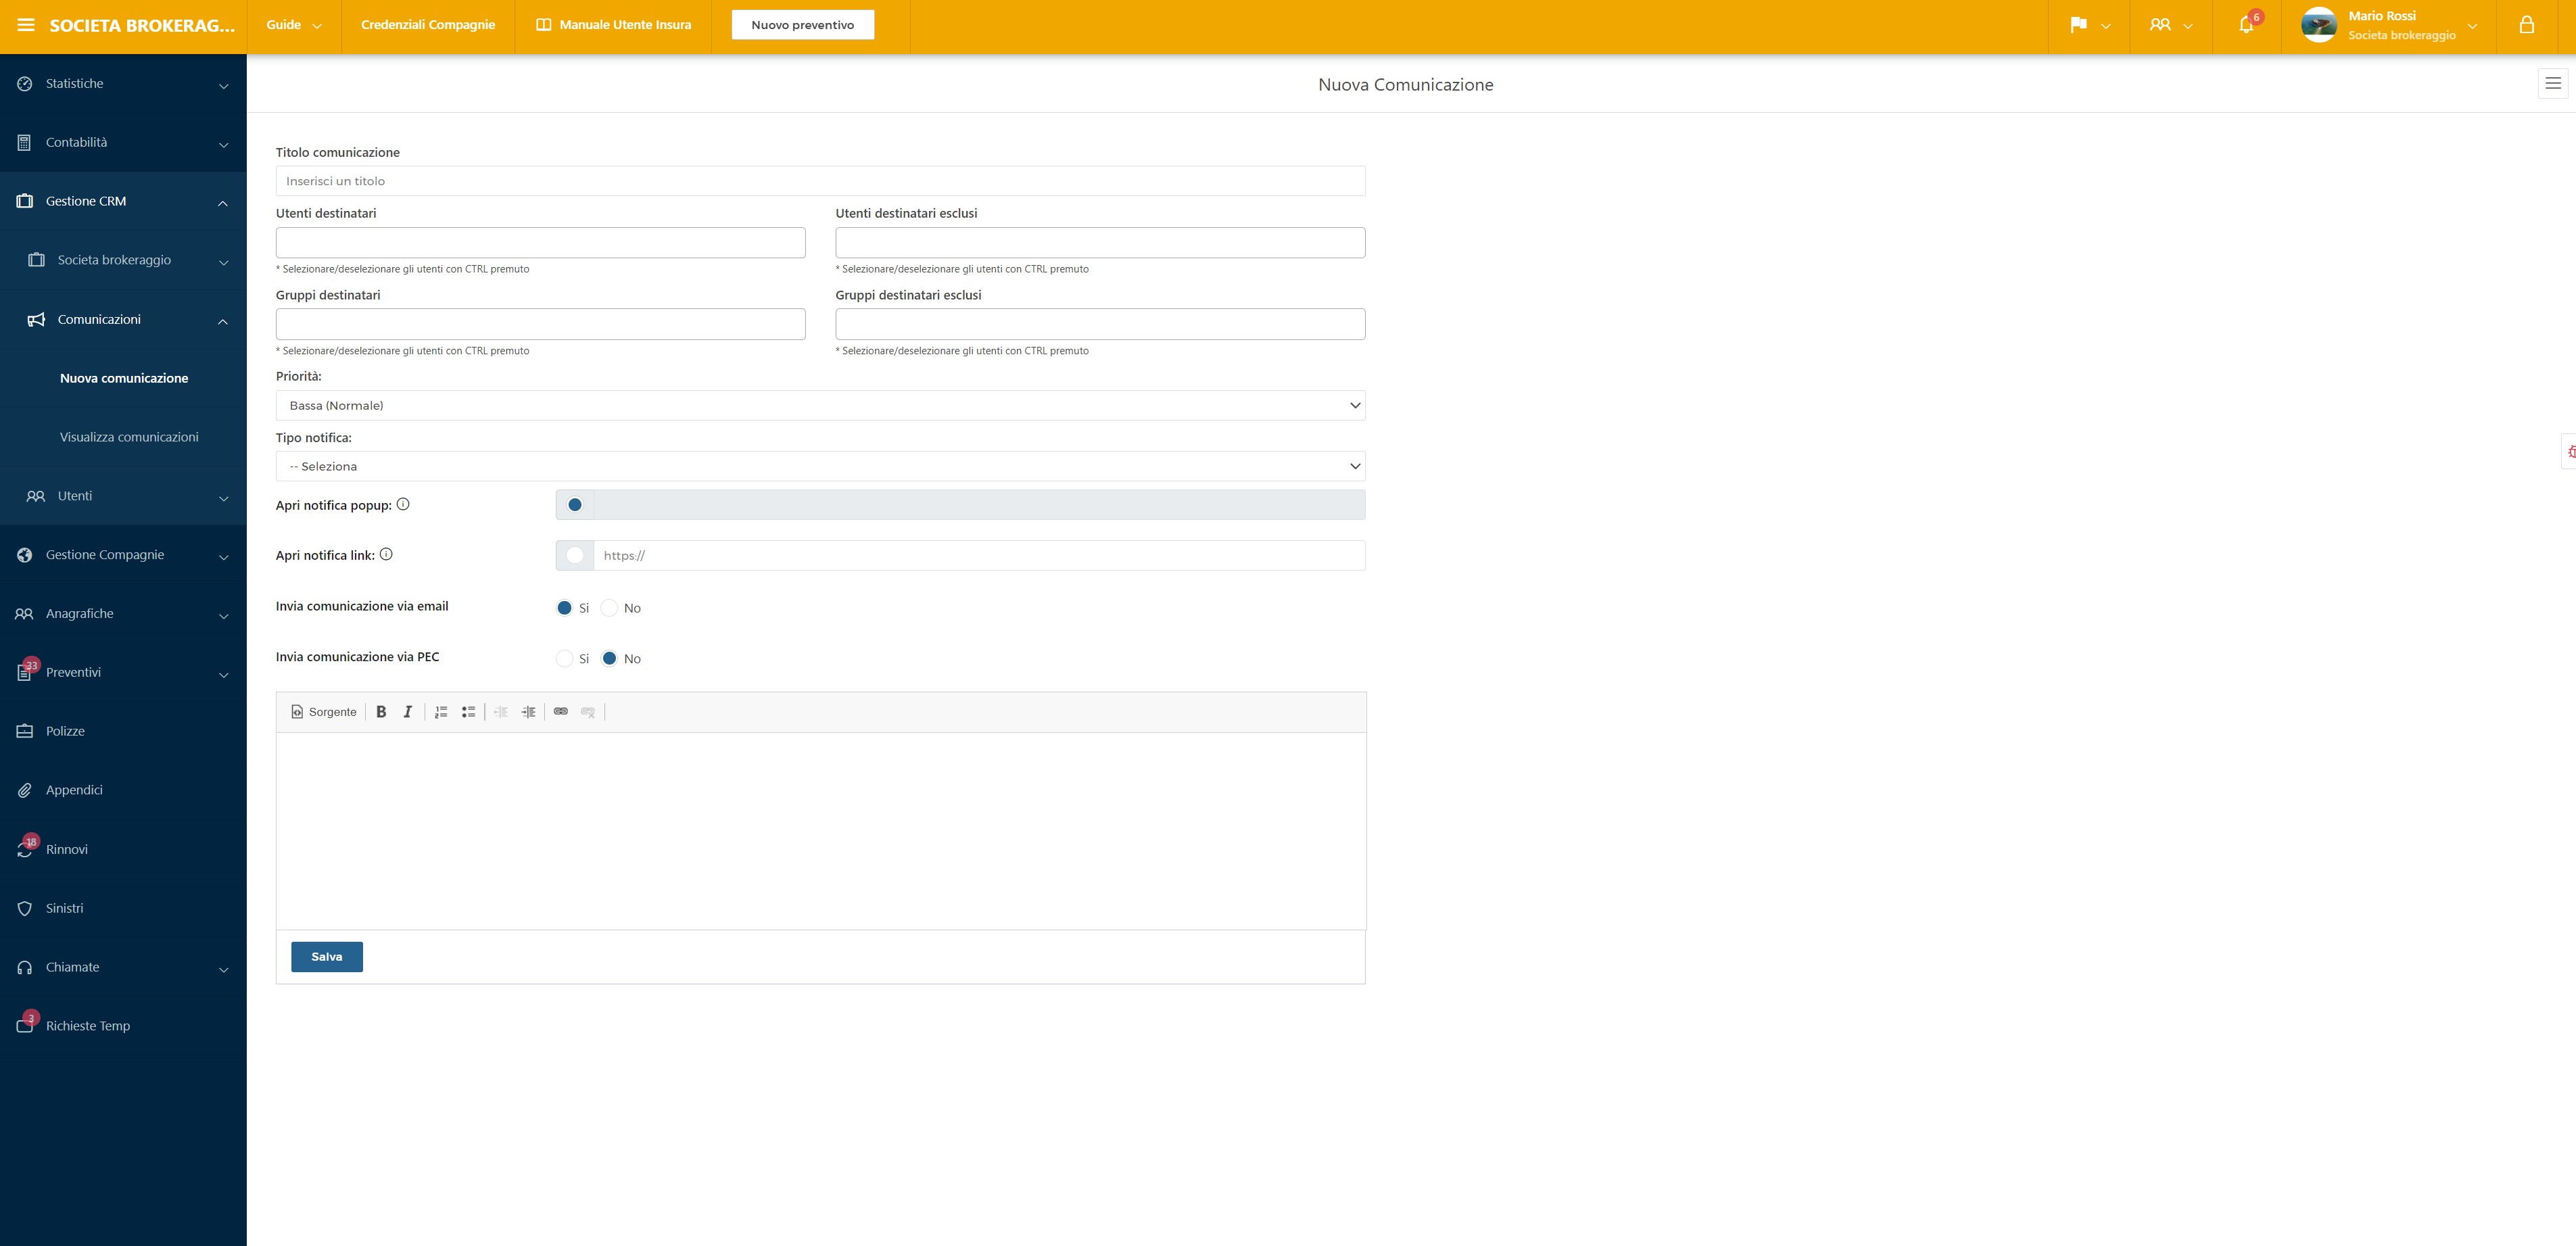 SOCIETA BROKERAG...
Guide
Credenziali Compagnie
Manuale Utente Insura
Nuovo preventivo
6
Mario Rossi
Societa brokeraggio
Statistiche
Contabilità
Gestione CRM
Societa brokeraggio
Comunicazioni
Nuova comunicazione
Visualizza comunicazioni
Utenti
Gestione Compagnie
Anagrafiche
33
Preventivi
Polizze
Appendici
18
Rinnovi
Sinistri
Chiamate
3
Richieste Temp
Nuova Comunicazione
Titolo comunicazione
Inserisci un titolo
Utenti destinatari
Utenti destinatari esclusi
* Selezionare/deselezionare gli utenti con CTRL premuto
* Selezionare/deselezionare gli utenti con CTRL premuto
Gruppi destinatari
Gruppi destinatari esclusi
* Selezionare/deselezionare gli utenti con CTRL premuto
* Selezionare/deselezionare gli utenti con CTRL premuto
Priorità:
Bassa (Normale)
Tipo notifica:
-- Seleziona
Apri notifica popup:
Apri notifica link:
https://
Invia comunicazione via email
Si
No
Invia comunicazione via PEC
Si
No
Sorgente
Salva